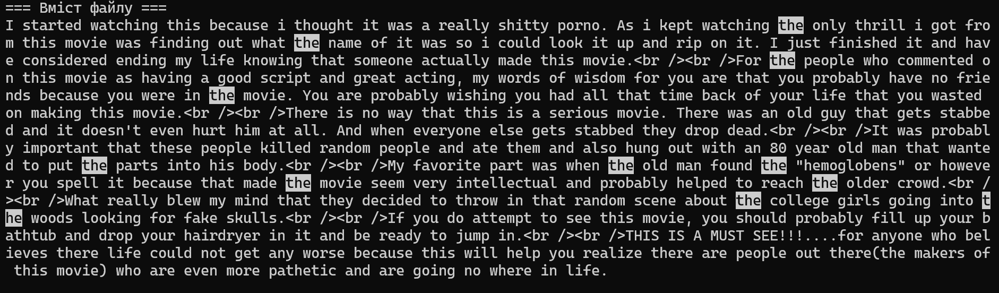 === Вміст файлу ===
I started watching this because i thought it was a really shitty porno. As i kept watching the only thrill i got fro
m this movie was finding out what the name of it was so i could look it up and rip on it. I just finished it and hav
e considered ending my life knowing that someone actually made this movie.<br /><br />For the people who commented o
n this movie as having a good script and great acting, my words of wisdom for you are that you probably have no frie
nds because you were in the movie. You are probably wishing you had all that time back of your life that you wasted
on making this movie.<br /><br />There is no way that this is a serious movie. There was an old guy that gets stabbe
d and it doesn't even hurt him at all. And when everyone else gets stabbed they drop dead.<br /><br />It was probabl
y important that these people killed random people and ate them and also hung out with an 80 year old man that wante
d to put the parts into his body.<br /><br />My favorite part was when the old man found the "hemoglobens" or howeve
r you spell it because that made the movie seem very intellectual and probably helped to reach the older crowd.<br /
><br />What really blew my mind that they decided to throw in that random scene about the college girls going into t
he woods looking for fake skulls.<br /><br />If you do attempt to see this movie, you should probably fill up your b
athtub and drop your hairdryer in it and be ready to jump in.<br /><br />THIS IS A MUST SEE!!!....for anyone who bel
ieves there life could not get any worse because this will help you realize there are people out there(the makers of
 this movie) who are even more pathetic and are going no where in life.